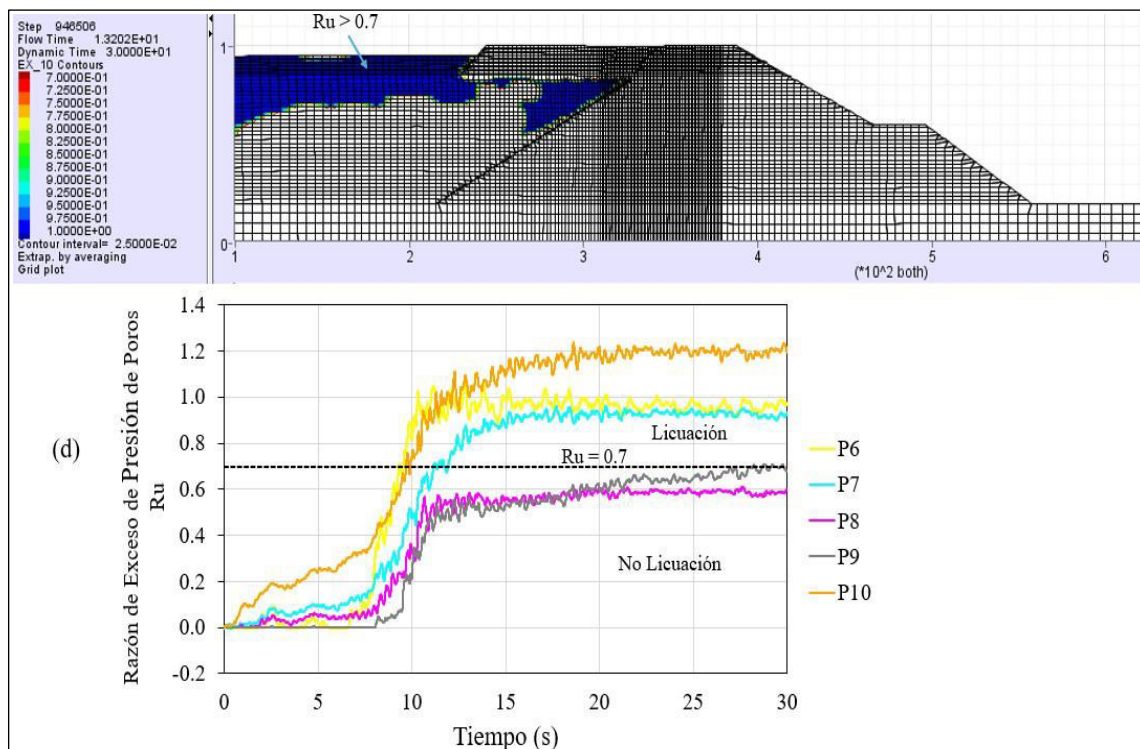 Step 946506
Flow Time 1.3202E+01
Dynamic Time 3.0000E+01
EX_10 Contours
7.0000E-01
7.2500E-01
7.5000E-01
7.7500E-01
8.0000E-01
8.2500E-01
8.5000E-01
8.7500E-01
9.0000E-01
9.2500E-01
9.5000E-01
9.7500E-01
1.0000E+00
Contour interval= 2.5000E-02
Extrap. by averaging
Grid plot
Ru > 0.7
1
0
1 2 3 4 5 6
(*10^2 both)
(d)
Razón de Exceso de Presión de Poros
Ru
1.4
1.2
1.0
0.8
0.6
0.4
0.2
0.0
-0.2
Licuación
Ru = 0.7
No Licuación
0 5 10 15 20 25 30
Tiempo (s)
P6
P7
P8
P9
P10